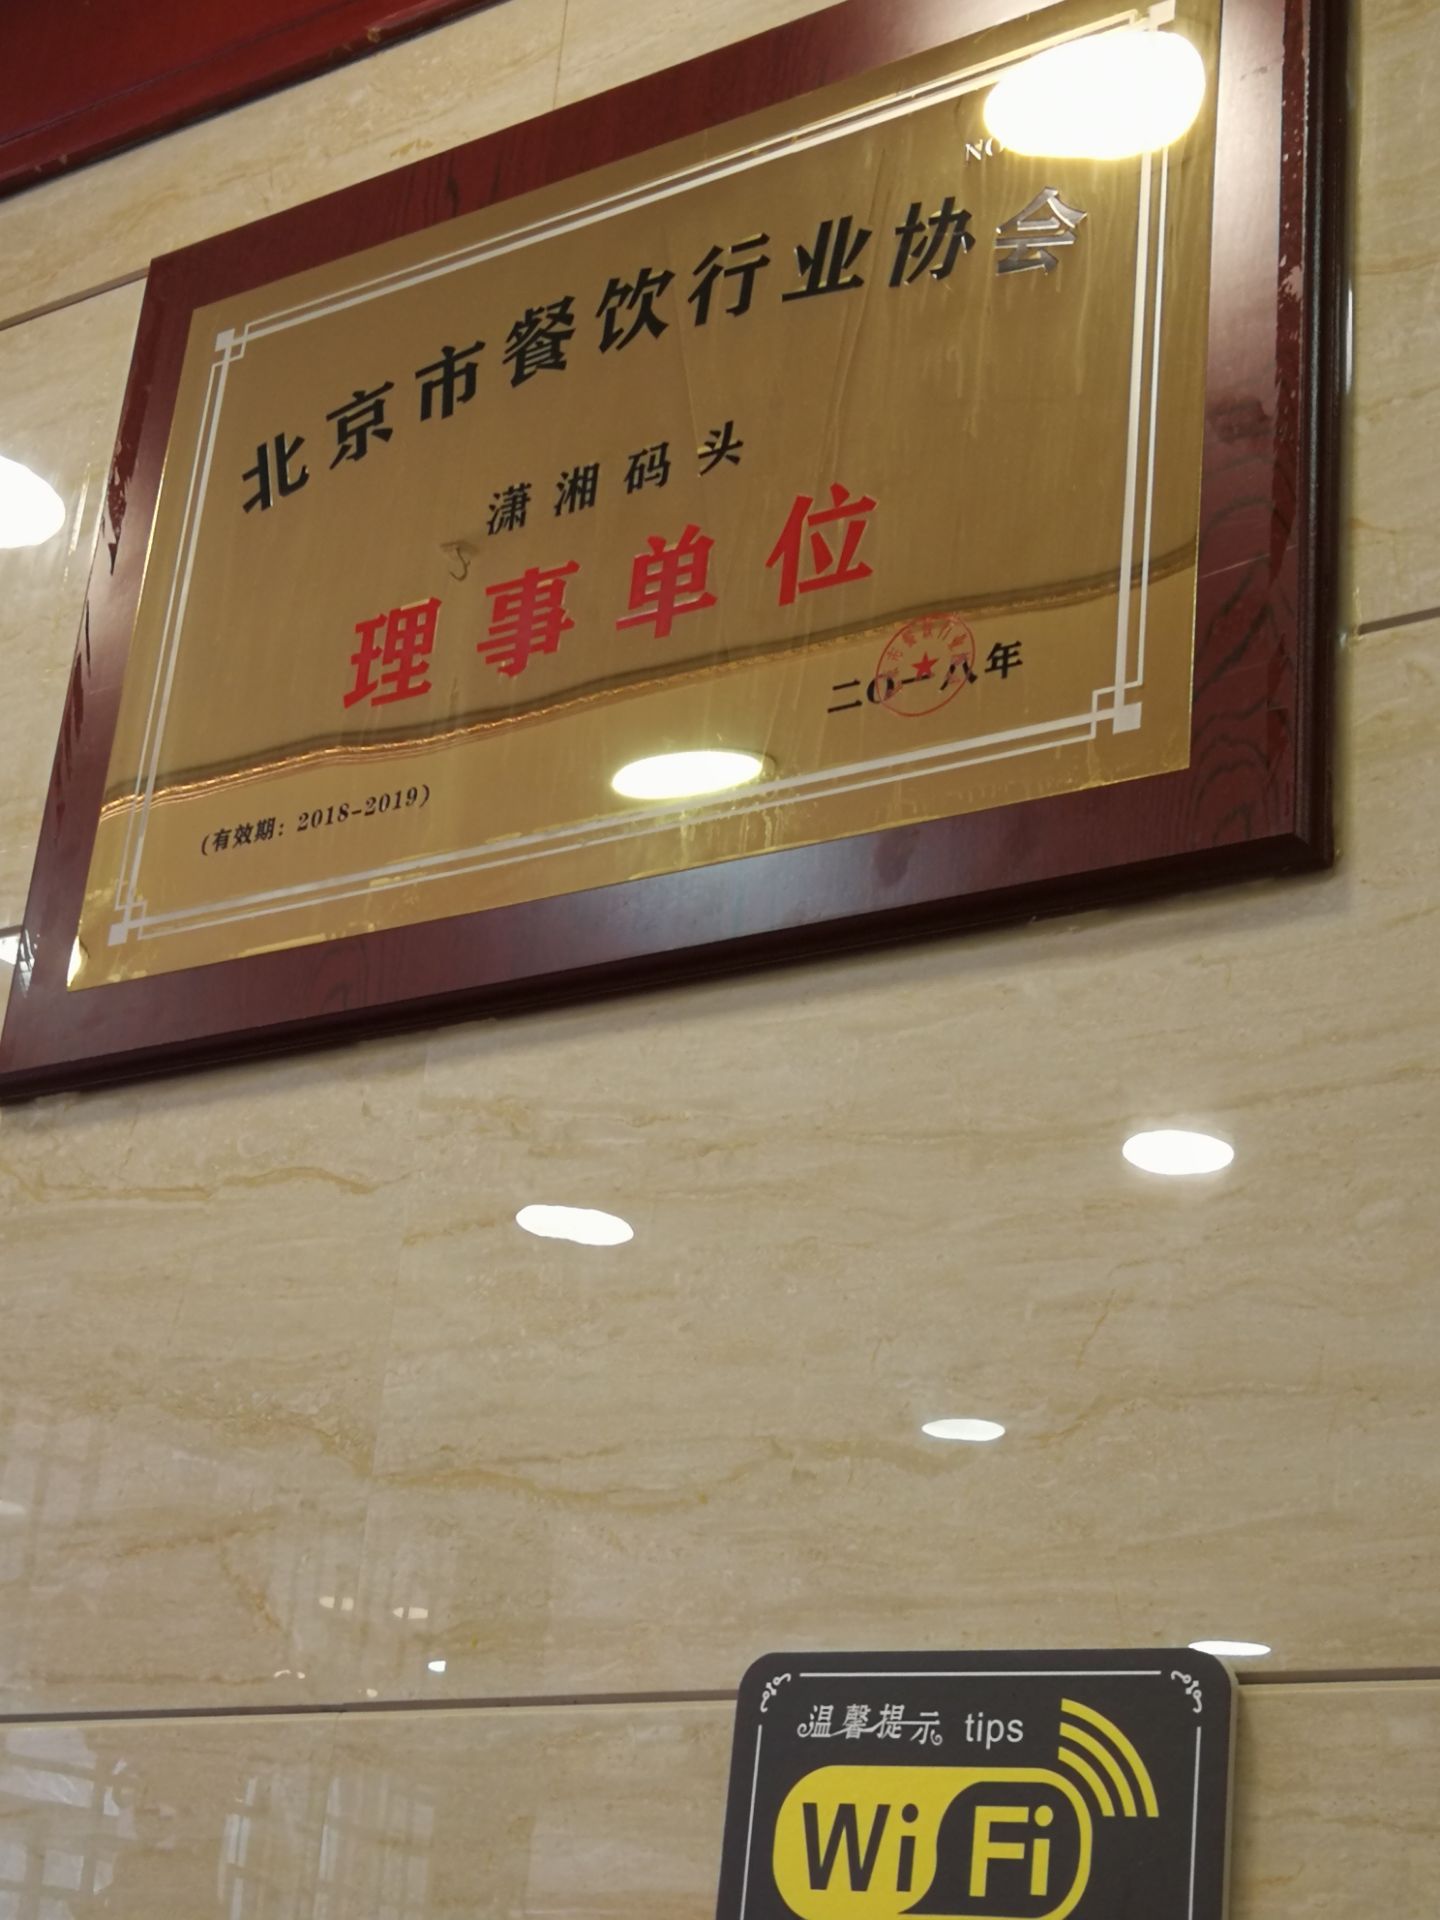 北京市餐饮行业协会
潇湘码头
理事单位
二〇一八年
(有效期：2018-2019)
温馨提示 tips
WiFi